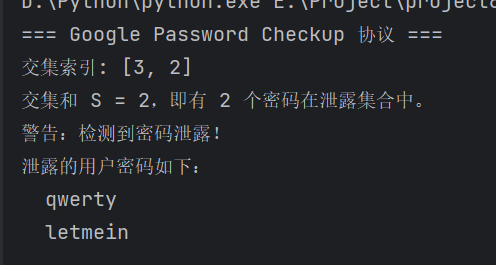 D:\Python\python.exe E:\Project\project
=== Google Password Checkup 协议 ===
交集索引: [3, 2]
交集和 S = 2，即有 2 个密码在泄露集合中。
警告：检测到密码泄露！
泄露的用户密码如下：
qwerty
letmein